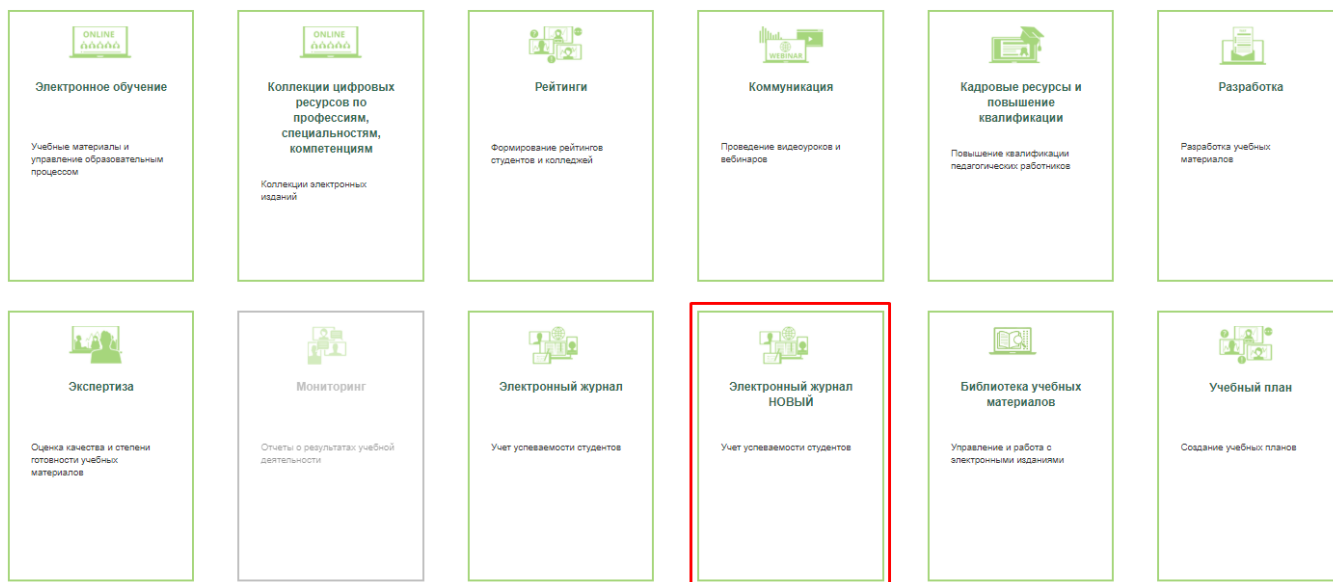 ONLINE
Электронное обучение
Учебные материалы и
управление образовательным
процессом
ONLINE
Коллекции цифровых
ресурсов по
профессиям,
специальностям,
компетенциям
Коллекции электронных
изданий
Рейтинги
Формирование рейтингов
студентов и колледжей
WEBINAR
Коммуникация
Проведение видеоуроков и
вебинаров
Кадровые ресурсы и
повышение
квалификации
Повышение квалификации
педагогических работников
Разработка
Разработка учебных
материалов
Экспертиза
Оценка качества и степени
готовности учебных
материалов
Мониторинг
Отчеты о результатах учебной
деятельности
Электронный журнал
Учет успеваемости студентов
Электронный журнал
НОВЫЙ
Учет успеваемости студентов
Библиотека учебных
материалов
Управление и работа с
электронными изданиями
Учебный план
Создание учебных планов